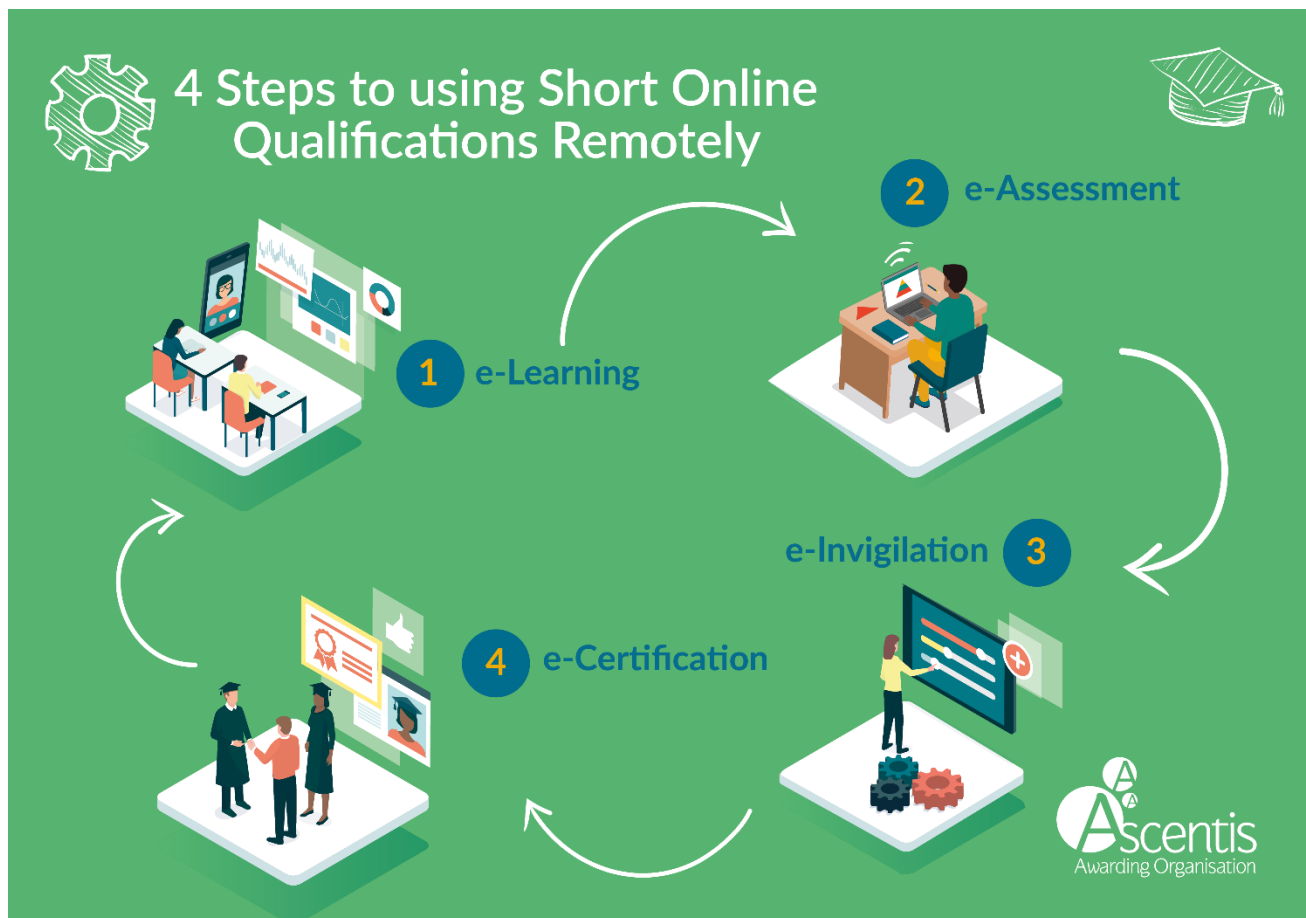 4 Steps to using Short Online
Qualifications Remotely
1 e-Learning
2 e-Assessment
e-Invigilation 3
4 e-Certification
A
A
Ascentis
Awarding Organisation